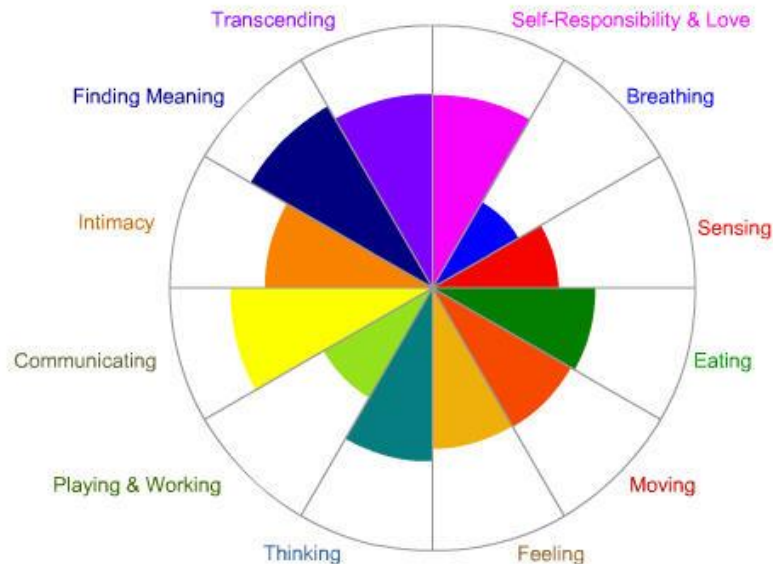 Transcending
Self-Responsibility & Love
Finding Meaning
Breathing
Intimacy
Sensing
Communicating
Eating
Playing & Working
Moving
Thinking
Feeling